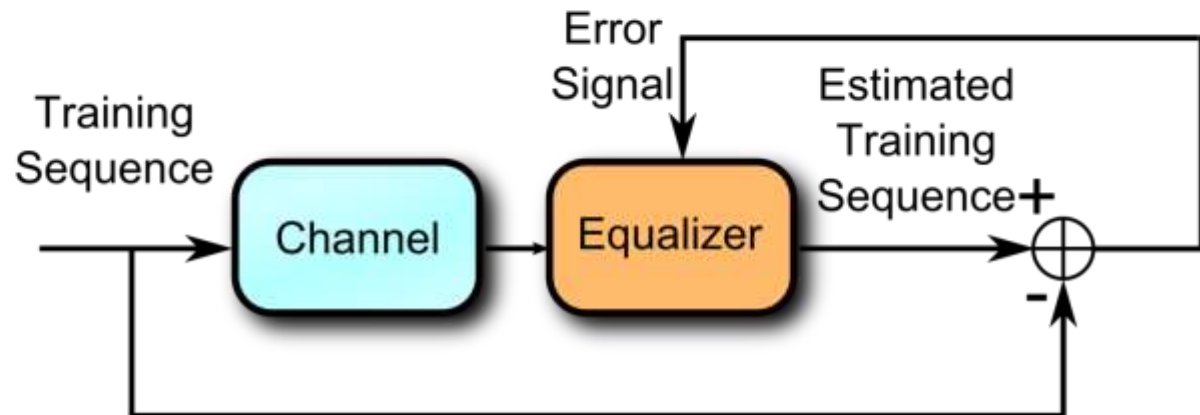 Training
Sequence
Channel
Error
Signal
Equalizer
Estimated
Training
Sequence+
-